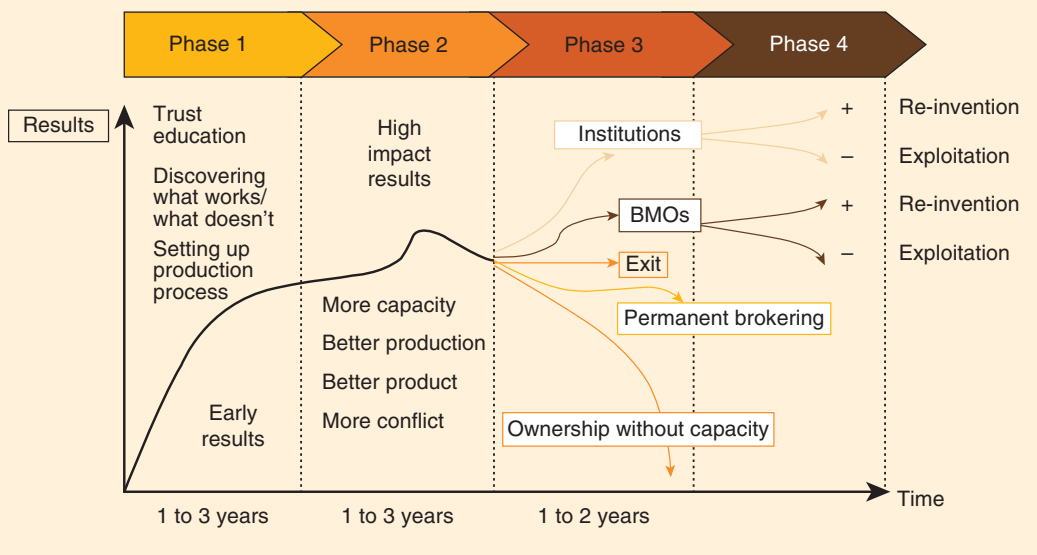 Phase 1
Phase 2
Phase 3
Phase 4
Results
Trust
education
Discovering
what works/
what doesn't
Setting up
production
process
Early
results
High
impact
results
More capacity
Better production
Better product
More conflict
Institutions
BMOs
Exit
Permanent brokering
Ownership without capacity
+
Re-invention
–
Exploitation
+
Re-invention
–
Exploitation
Time
1 to 3 years
1 to 3 years
1 to 2 years